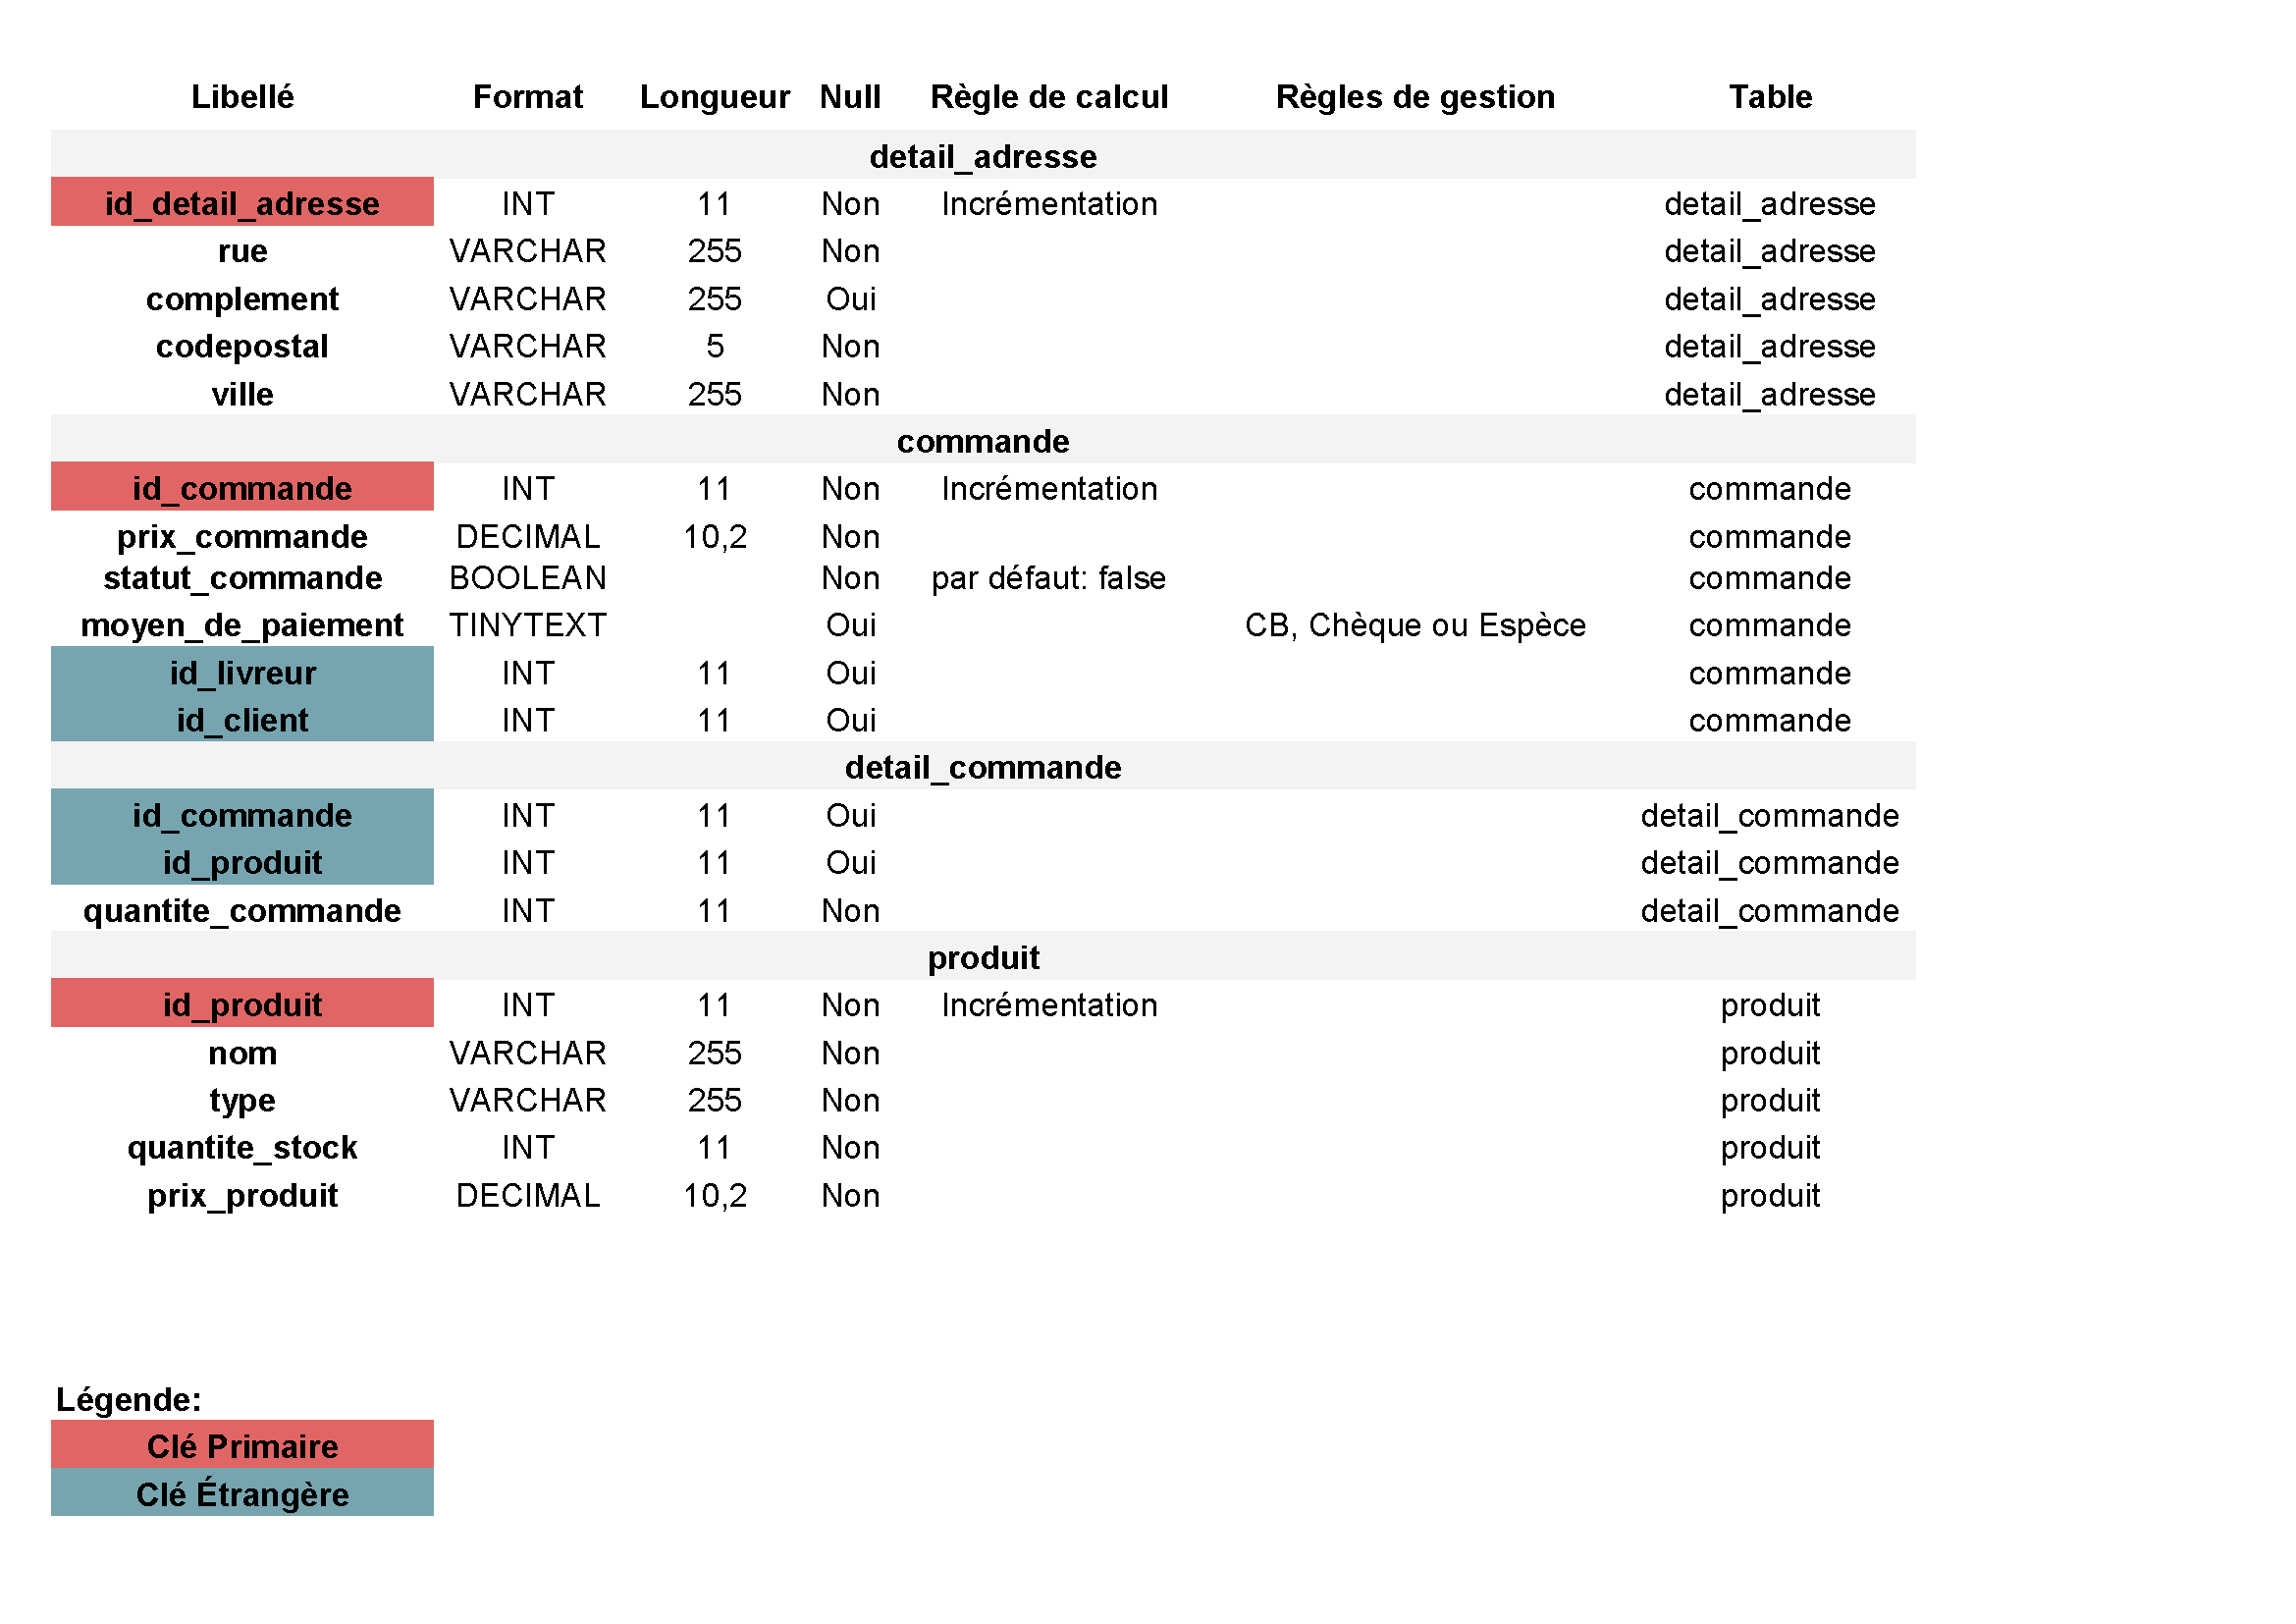 Libellé Format Longueur Null Règle de calcul Règles de gestion Table
detail_adresse
id_detail_adresse INT 11 Non Incrémentation detail_adresse
rue VARCHAR 255 Non detail_adresse
complement VARCHAR 255 Oui detail_adresse
codepostal VARCHAR 5 Non detail_adresse
ville VARCHAR 255 Non detail_adresse
commande
id_commande INT 11 Non Incrémentation commande
prix_commande DECIMAL 10,2 Non commande
statut_commande BOOLEAN Non par défaut: false commande
moyen_de_paiement TINYTEXT Oui CB, Chèque ou Espèce commande
id_livreur INT 11 Oui commande
id_client INT 11 Oui commande
detail_commande
id_commande INT 11 Oui detail_commande
id_produit INT 11 Oui detail_commande
quantite_commande INT 11 Non detail_commande
produit
id_produit INT 11 Non Incrémentation produit
nom VARCHAR 255 Non produit
type VARCHAR 255 Non produit
quantite_stock INT 11 Non produit
prix_produit DECIMAL 10,2 Non produit
Légende:
Clé Primaire
Clé Étrangère